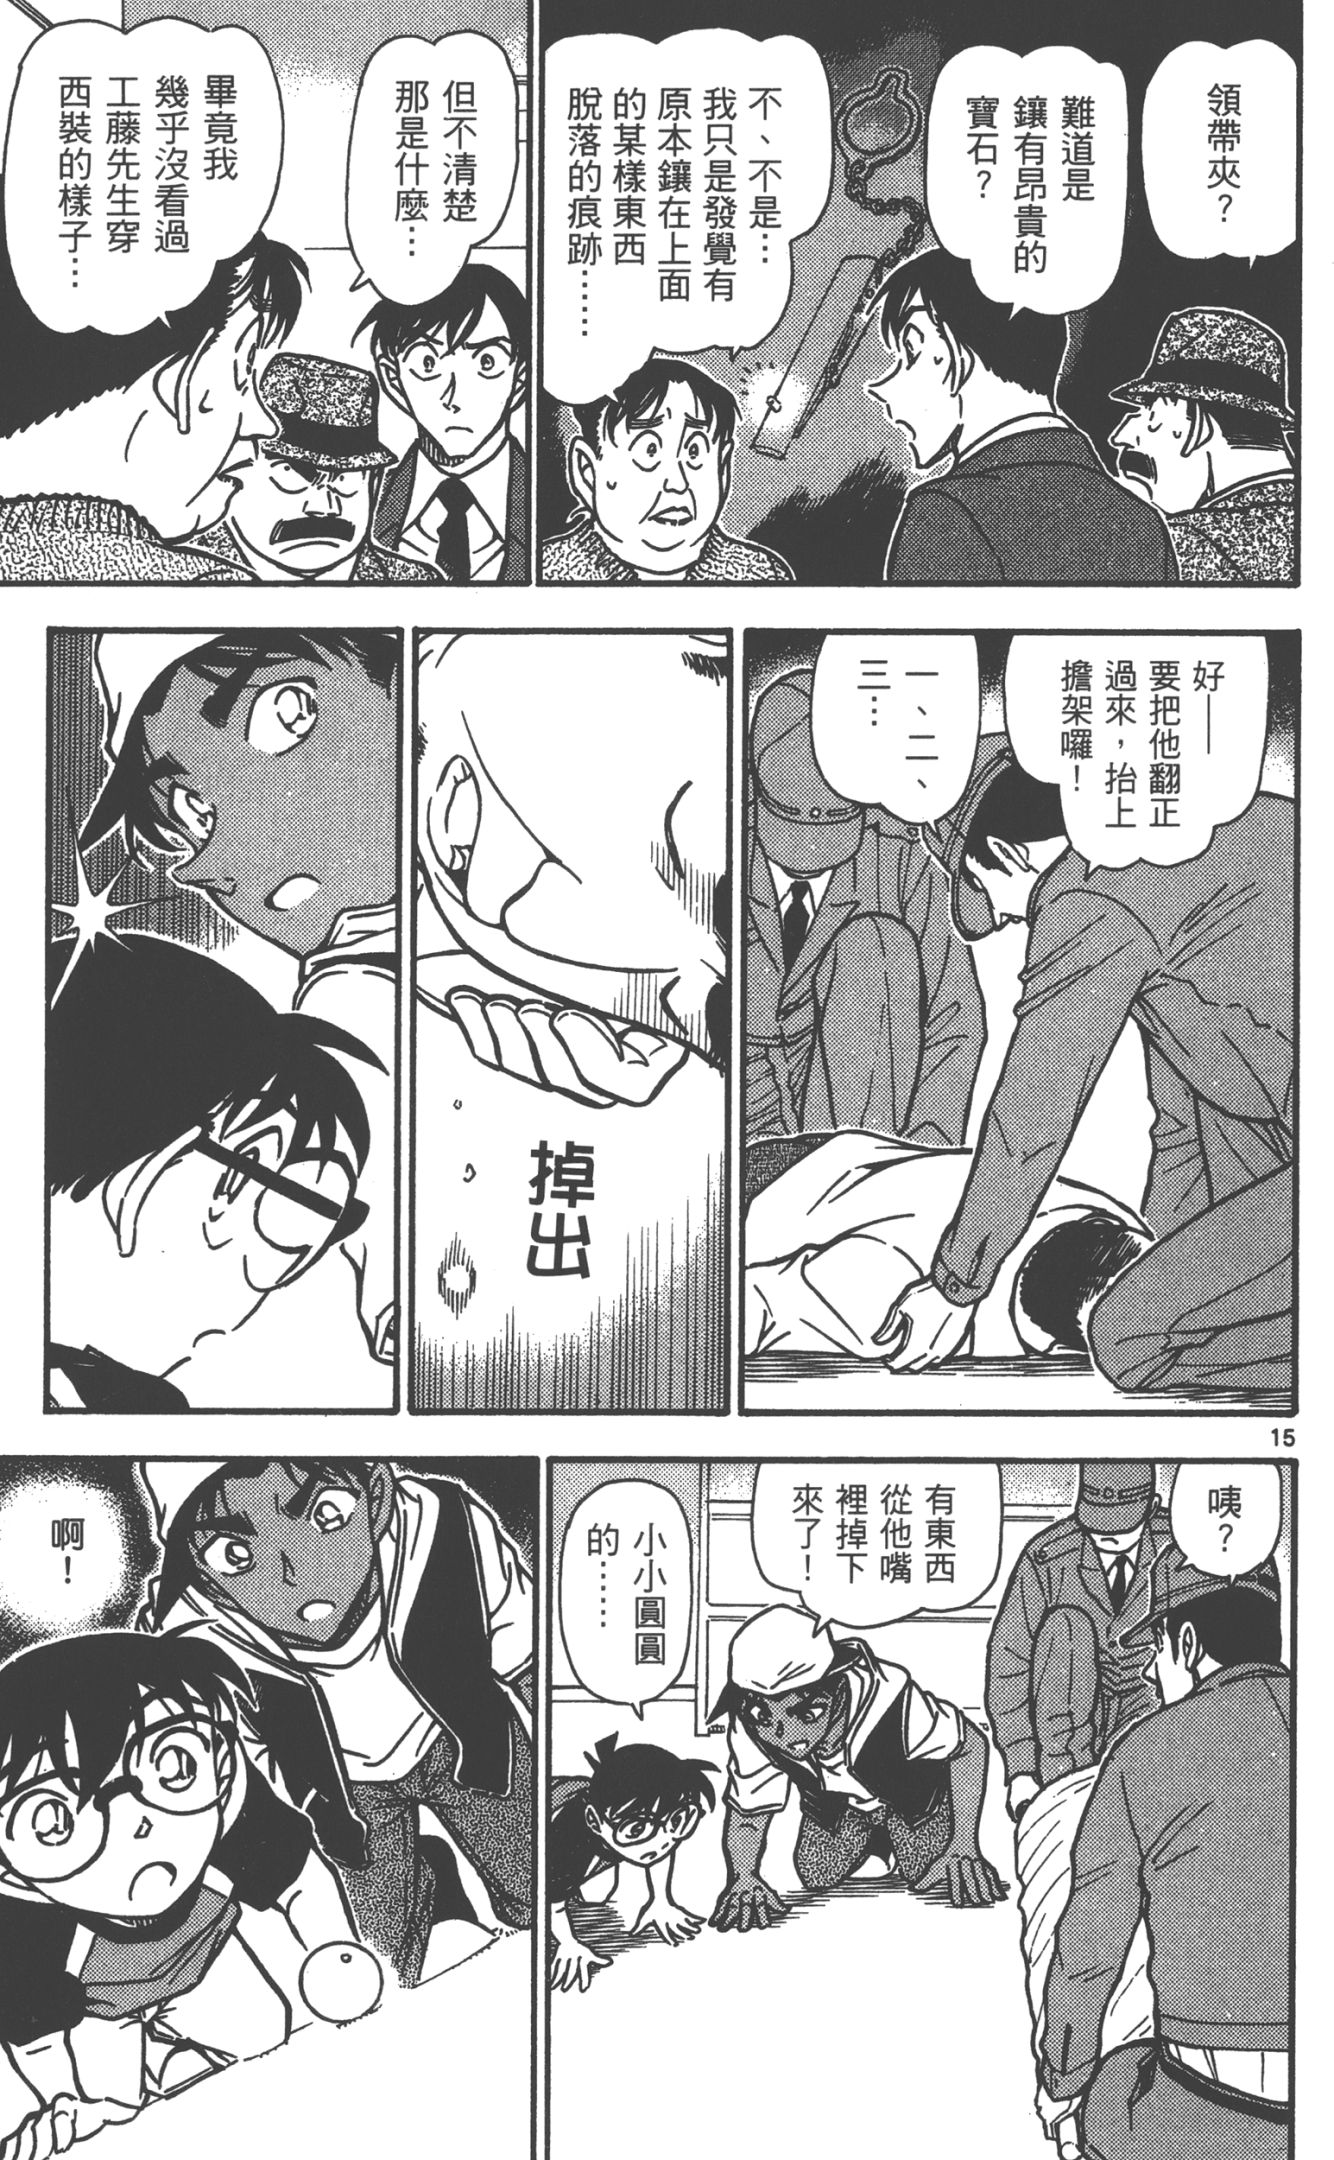 領帶夾？
難道是
鑲有昂貴的
寶石？
不、不是…
我只是發覺有
原本鑲在上面
的某樣東西
脫落的痕跡……
但不清楚
那是什麼…
畢竟我
幾乎沒看過
工藤先生穿
西裝的樣子…
好——
要把他翻正
過來，抬上
擔架囉！
一、二、
三…
掉出
15
咦？
有東西
從他嘴
裡掉下
來了！
小小圓圓
的……
啊！